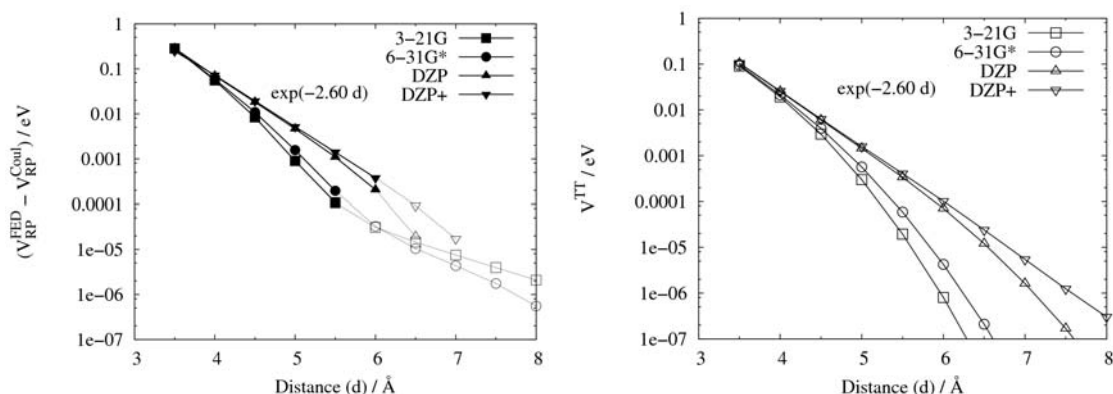 1
0.1
0.01
0.001
0.0001
1e-05
1e-06
1e-07
(V_RP^FED − V_RP^Coul) / eV
3−21G
6−31G*
DZP
DZP+
exp(−2.60 d)
3 4 5 6 7 8
Distance (d) / Å
1
0.1
0.01
0.001
0.0001
1e-05
1e-06
1e-07
V^TT / eV
3−21G
6−31G*
DZP
DZP+
exp(−2.60 d)
3 4 5 6 7 8
Distance (d) / Å